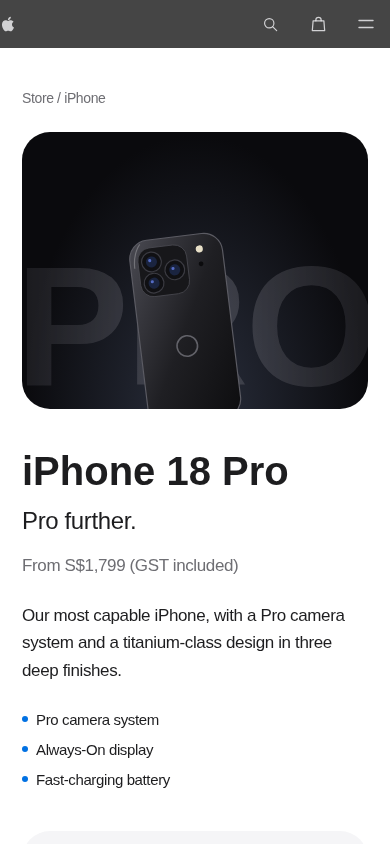 Store / iPhone
PRO
iPhone 18 Pro
Pro further.
From S$1,799 (GST included)
Our most capable iPhone, with a Pro camera
system and a titanium-class design in three
deep finishes.
Pro camera system
Always-On display
Fast-charging battery